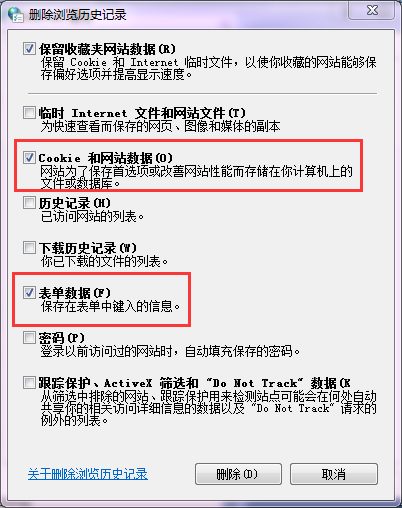 删除浏览历史记录
保留收藏夹网站数据(R)
保留 Cookie 和 Internet 临时文件，以使你收藏的网站能够保
存偏好选项并提高显示速度。
临时 Internet 文件和网站文件(T)
为快速查看而保存的网页、图像和媒体的副本
Cookie 和网站数据(O)
网站为了保存首选项或改善网站性能而存储在你计算机上的
文件或数据库。
历史记录(H)
已访问网站的列表。
下载历史记录(W)
你已下载的文件的列表。
表单数据(F)
保存在表单中键入的信息。
密码(P)
登录以前访问过的网站时，自动填充保存的密码。
跟踪保护、ActiveX 筛选和 "Do Not Track" 数据(K
从筛选中排除的网站、跟踪保护用来检测站点可能会在何处自动
共享你的相关访问详细信息的数据以及 "Do Not Track" 请求的
例外的列表。
关于删除浏览历史记录
删除(D)
取消